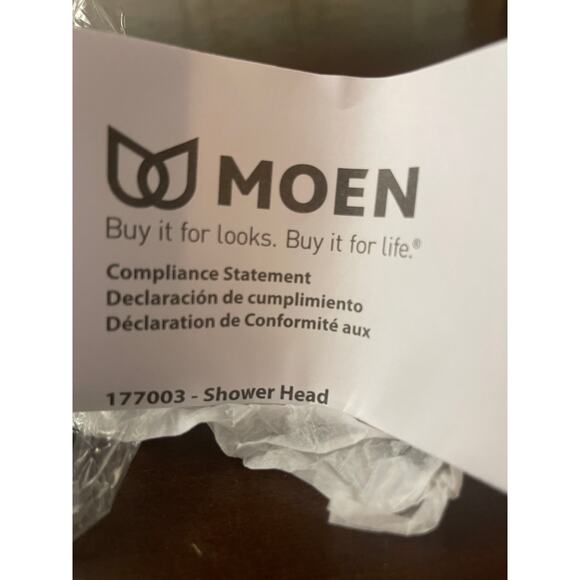 MOEN
Buy it for looks. Buy it for life.®
Compliance Statement
Declaración de cumplimiento
Déclaration de Conformité aux
177003 - Shower Head